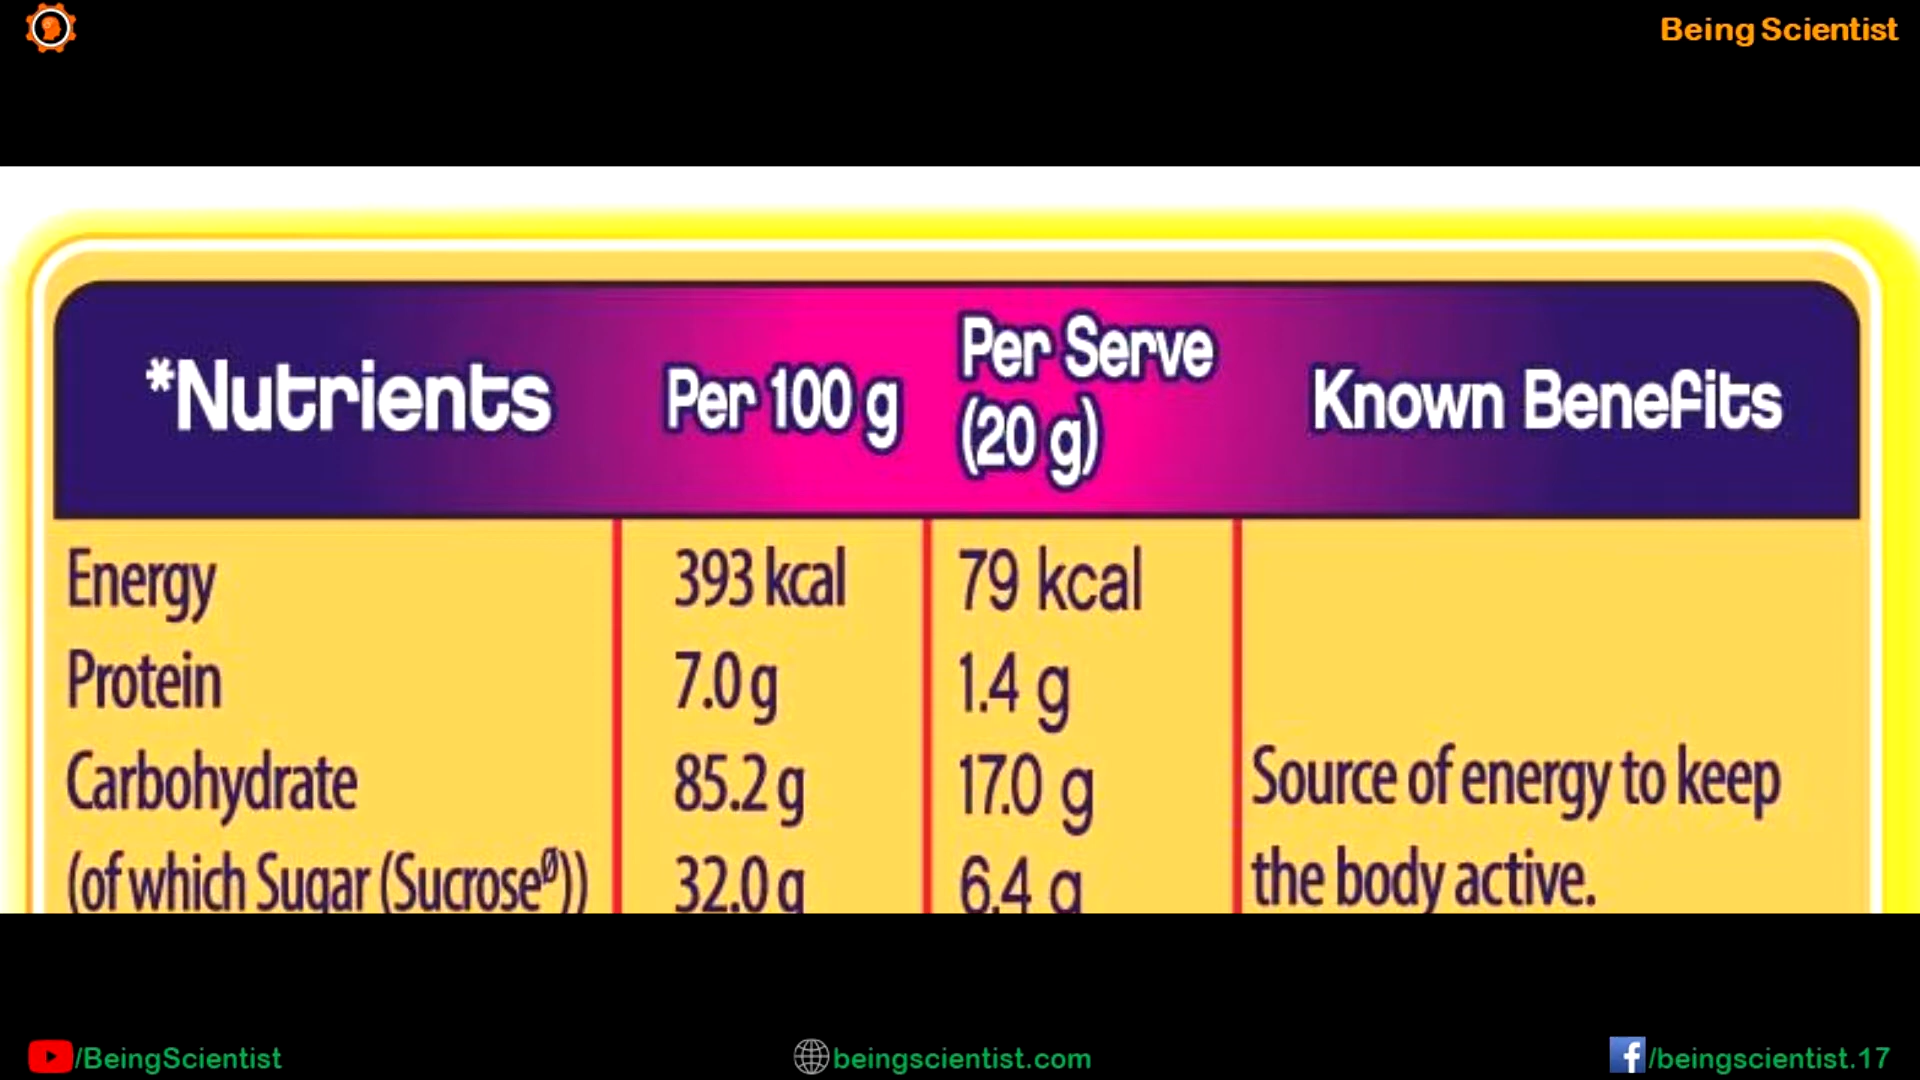 Being Scientist
*Nutrients Per 100 g Per Serve (20 g) Known Benefits
Energy 393 kcal 79 kcal
Protein 7.0 g 1.4 g
Carbohydrate 85.2 g 17.0 g Source of energy to keep
(of which Sugar (Sucrose^Ø)) 32.0 g 6.4 g the body active.
/BeingScientist beingscientist.com /beingscientist.17